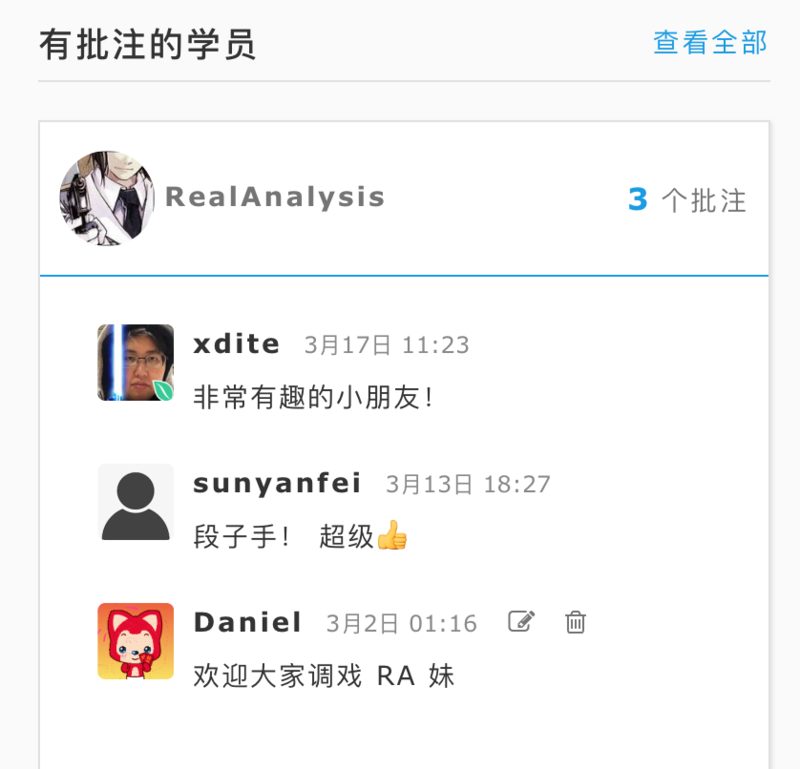 有批注的学员
查看全部
RealAnalysis
3 个批注
xdite 3月17日 11:23
非常有趣的小朋友！
sunyanfei 3月13日 18:27
段子手！ 超级👍
Daniel 3月2日 01:16
欢迎大家调戏 RA 妹